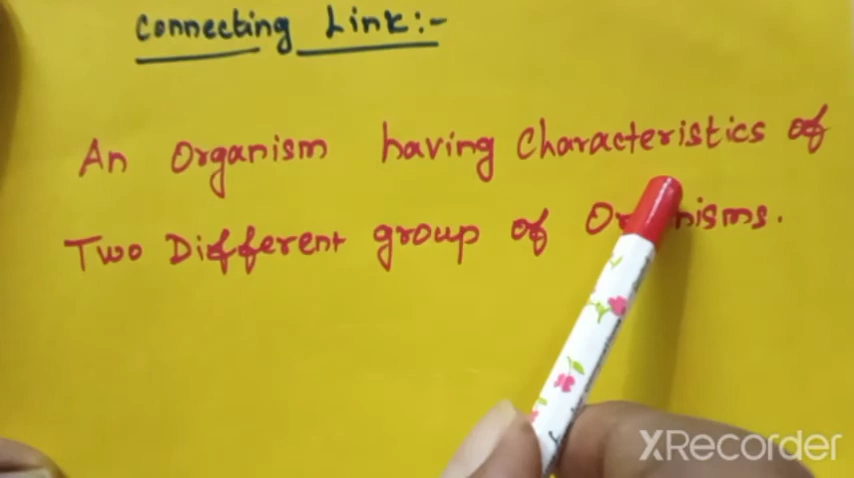 Connecting Link:-
An Organism having Characteristics of
Two Different group of
XRecorder